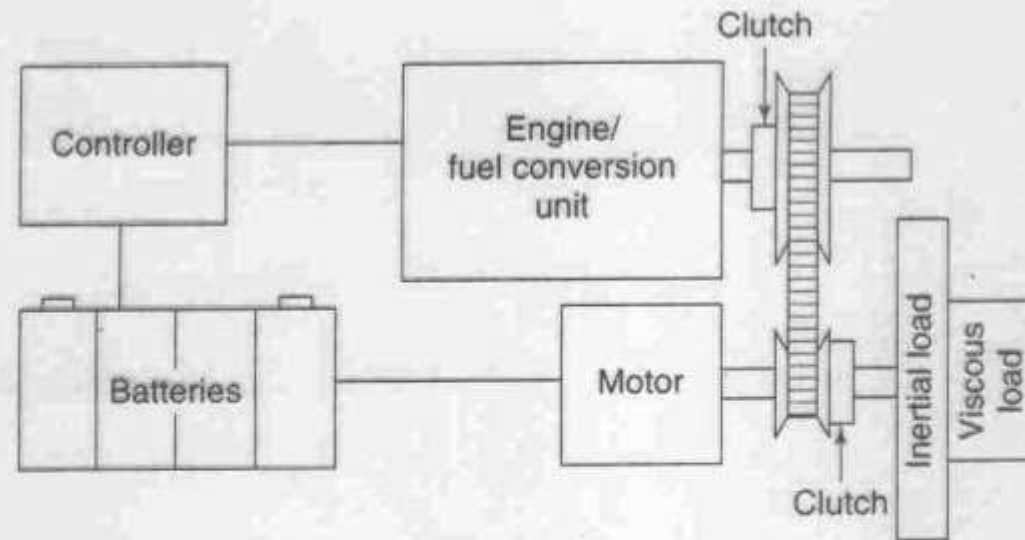 Clutch
Controller
Engine/
fuel conversion
unit
Batteries
Motor
Inertial load
Viscous
load
Clutch